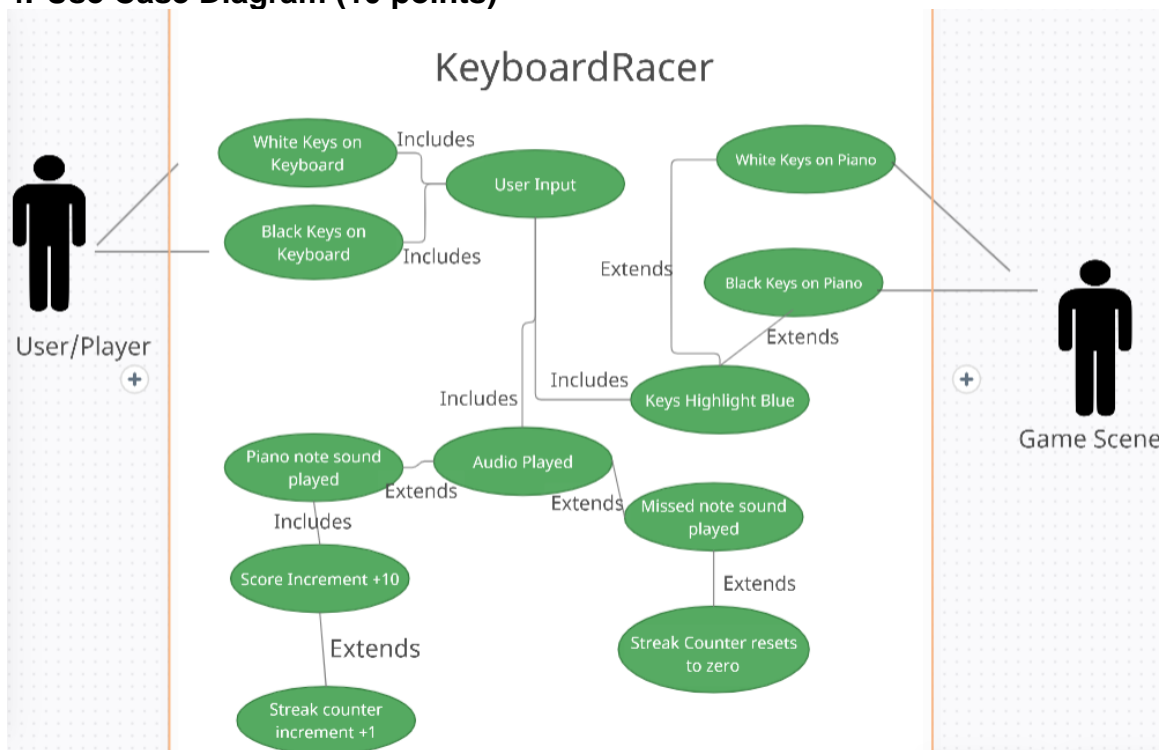 4. Use Case Diagram (10 points)
KeyboardRacer
White Keys on
Keyboard
Includes
User Input
White Keys on Piano
Black Keys on
Keyboard
Includes
Extends
Black Keys on Piano
User/Player
Extends
Includes
Keys Highlight Blue
Includes
Game Scene
Piano note sound
played
Extends
Audio Played
Extends
Missed note sound
played
Includes
Score Increment +10
Extends
Extends
Streak Counter resets
to zero
Streak counter
increment +1